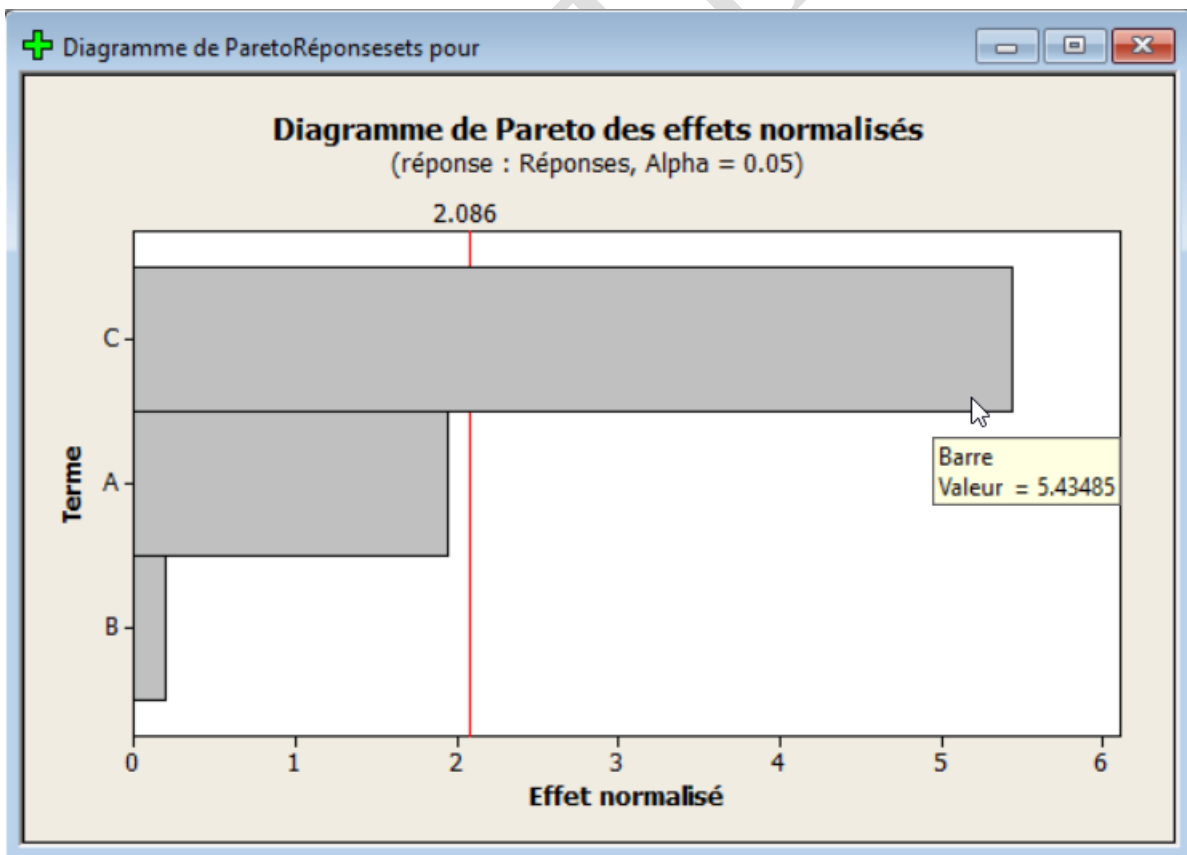 Diagramme de ParetoRéponsesets pour
Diagramme de Pareto des effets normalisés
(réponse : Réponses, Alpha = 0.05)
2.086
C
A
B
Terme
Barre
Valeur = 5.43485
0 1 2 3 4 5 6
Effet normalisé